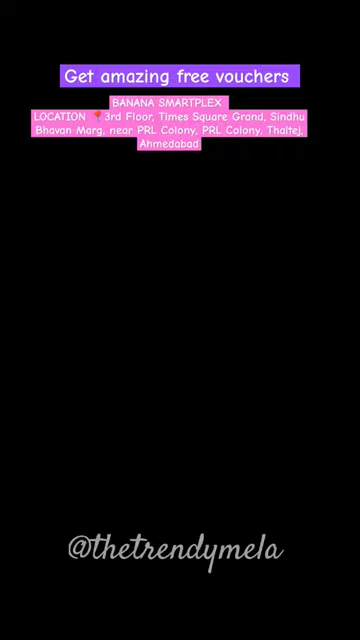 Get amazing free vouchers
BANANA SMARTPLEX
LOCATION 📍3rd Floor, Times Square Grand, Sindhu
Bhavan Marg, near PRL Colony, PRL Colony, Thaltej,
Ahmedabad
@thetrendymela